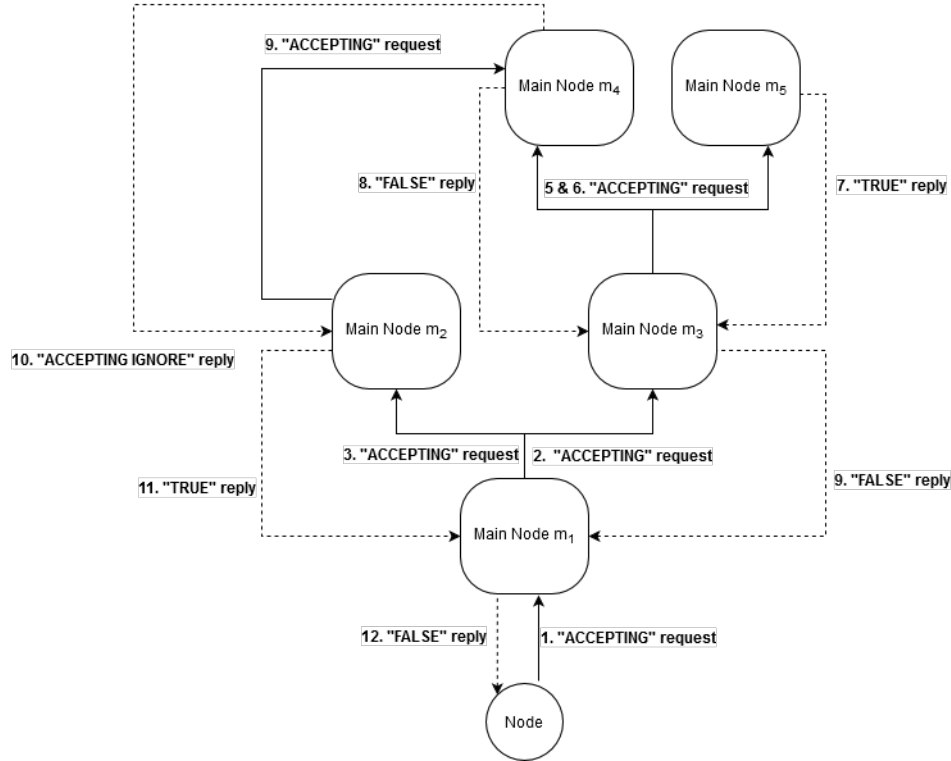 9. "ACCEPTING" request
Main Node m4
Main Node m5
8. "FALSE" reply
5 & 6. "ACCEPTING" request
7. "TRUE" reply
Main Node m2
Main Node m3
10. "ACCEPTING IGNORE" reply
3. "ACCEPTING" request
2. "ACCEPTING" request
11. "TRUE" reply
9. "FALSE" reply
Main Node m1
12. "FALSE" reply
1. "ACCEPTING" request
Node